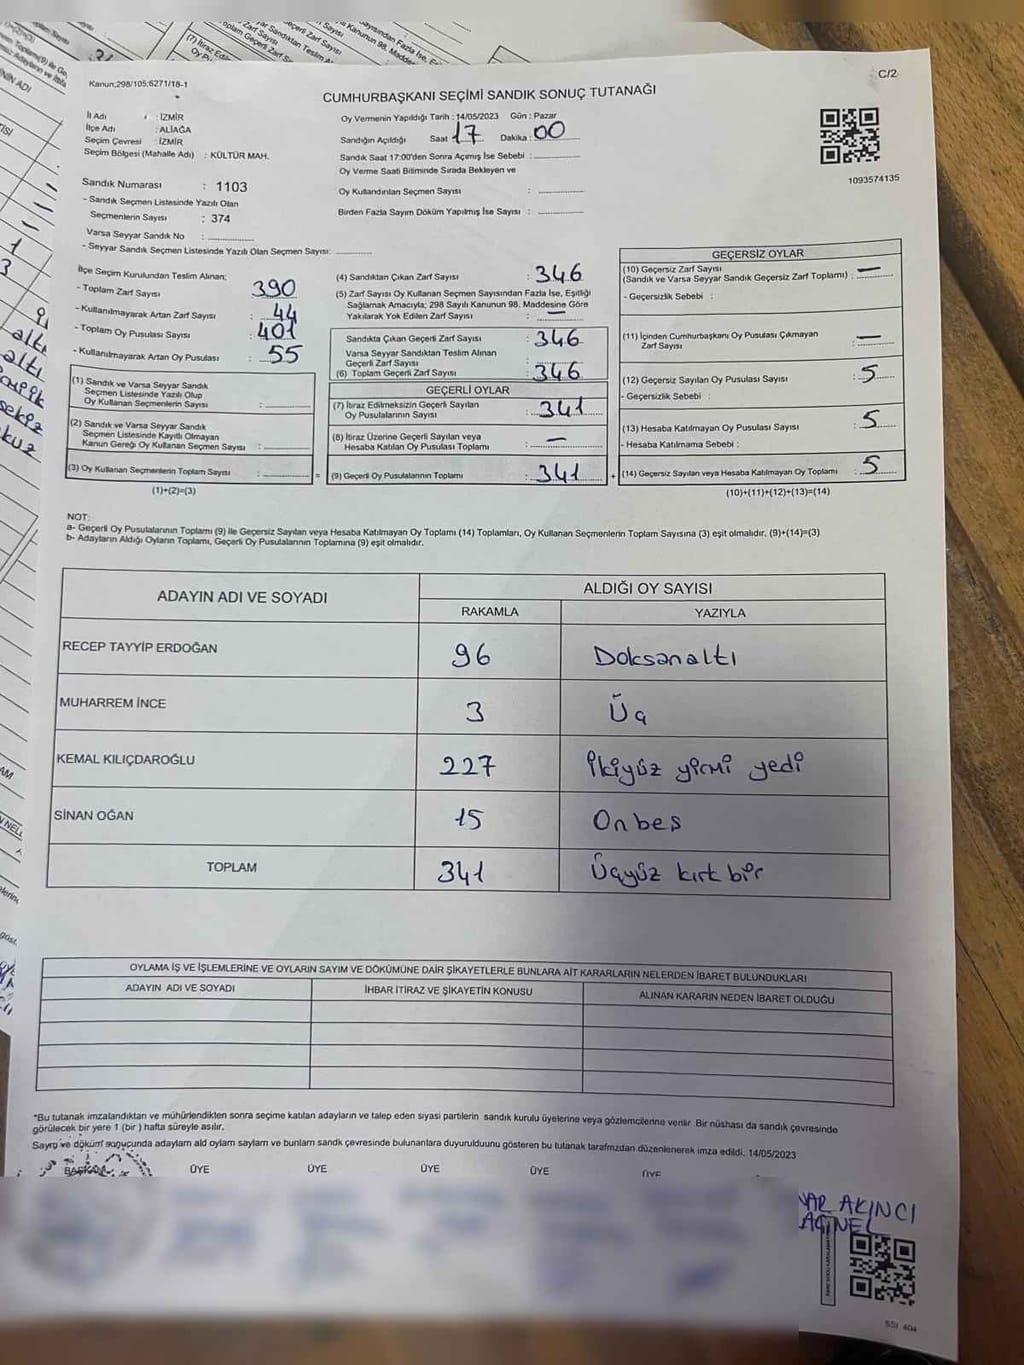 Kanun;298/105;6271/18-1
C/2
CUMHURBAŞKANI SEÇİMİ SANDIK SONUÇ TUTANAĞI
İl Adı : İZMİR
İlçe Adı : ALİAĞA
Seçim Çevresi : İZMİR
Seçim Bölgesi (Mahalle Adı) : KÜLTÜR MAH.
Oy Vermenin Yapıldığı Tarih : 14/05/2023 Gün : Pazar
Sandığın Açıldığı Saat : 17 Dakika : 00
Sandık Saat 17:00'den Sonra Açımış İse Sebebi :
Oy Verme Saati Bitiminde Sırada Bekleyen ve
Oy Kullandırılan Seçmen Sayısı :
Birden Fazla Sayım Döküm Yapılmış İse Sayısı :
1093574135
Sandık Numarası : 1103
- Sandık Seçmen Listesinde Yazılı Olan
Seçmenlerin Sayısı : 374
Varsa Seyyar Sandık No :
- Seyyar Sandık Seçmen Listesinde Yazılı Olan Seçmen Sayısı:
İlçe Seçim Kurulundan Teslim Alınan;
- Toplam Zarf Sayısı : 390
- Kullanılmayarak Artan Zarf Sayısı : 44
- Toplam Oy Pusulası Sayısı : 401
- Kullanılmayarak Artan Oy Pusulası : 55
(1) Sandık ve Varsa Seyyar Sandık
Seçmen Listesinde Yazılı Olup
Oy Kullanan Seçmenlerin Sayısı :
(2) Sandık ve Varsa Seyyar Sandık
Seçmen Listesinde Kayıtlı Olmayan
Kanun Gereği Oy Kullanan Seçmen Sayısı :
(3) Oy Kullanan Seçmenlerin Toplam Sayısı :
(1)+(2)=(3)
(4) Sandıktan Çıkan Zarf Sayısı : 346
(5) Zarf Sayısı Oy Kullanan Seçmen Sayısından Fazla İse, Eşitliği
Sağlamak Amacıyla; 298 Sayılı Kanunun 98. Maddesine Göre
Yakılarak Yok Edilen Zarf Sayısı : —
Sandıkta Çıkan Geçerli Zarf Sayısı : 346
Varsa Seyyar Sandıktan Teslim Alınan
Geçerli Zarf Sayısı :
(6) Toplam Geçerli Zarf Sayısı : 346
GEÇERLİ OYLAR
(7) İtiraz Edilmeksizin Geçerli Sayılan
Oy Pusulalarının Sayısı : 341
(8) İtiraz Üzerine Geçerli Sayılan veya
Hesaba Katılan Oy Pusulası Toplamı : —
(9) Geçerli Oy Pusulalarının Toplamı : 341
GEÇERSİZ OYLAR
(10) Geçersiz Zarf Sayısı
(Sandık ve Varsa Seyyar Sandık Geçersiz Zarf Toplamı) : —
- Geçersizlik Sebebi :
(11) İçinden Cumhurbaşkanı Oy Pusulası Çıkmayan
Zarf Sayısı : —
(12) Geçersiz Sayılan Oy Pusulası Sayısı : 5
- Geçersizlik Sebebi :
(13) Hesaba Katılmayan Oy Pusulası Sayısı : 5
- Hesaba Katılmama Sebebi :
(14) Geçersiz Sayılan veya Hesaba Katılmayan Oy Toplamı : 5
(10)+(11)+(12)+(13)=(14)
NOT:
a- Geçerli Oy Pusulalarının Toplamı (9) ile Geçersiz Sayılan veya Hesaba Katılmayan Oy Toplamı (14) Toplamları, Oy Kullanan Seçmenlerin Toplam Sayısına (3) eşit olmalıdır. (9)+(14)=(3)
b- Adayların Aldığı Oyların Toplamı, Geçerli Oy Pusulalarının Toplamına (9) eşit olmalıdır.
ADAYIN ADI VE SOYADI
ALDIĞI OY SAYISI
RAKAMLA YAZIYLA
RECEP TAYYİP ERDOĞAN 96 Doksanaltı
MUHARREM İNCE 3 Üç
KEMAL KILIÇDAROĞLU 227 İkiyüz yirmi yedi
SİNAN OĞAN 15 Onbes
TOPLAM 341 Üçyüz kırk bir
OYLAMA İŞ VE İŞLEMLERİNE VE OYLARIN SAYIM VE DÖKÜMÜNE DAİR ŞİKAYETLERLE BUNLARA AİT KARARLARIN NELERDEN İBARET BULUNDUKLARI
ADAYIN ADI VE SOYADI İHBAR İTİRAZ VE ŞİKAYETİN KONUSU ALINAN KARARIN NEDEN İBARET OLDUĞU
*Bu tutanak imzalandıktan ve mühürlendikten sonra seçime katılan adayların ve talep eden siyasi partilerin sandık kurulu üyelerine veya gözlemcilerine verilir. Bir nüshası da sandık çevresinde
görülecek bir yere 1 (bir) hafta süreyle asılır.
Sayım ve döküm sonucunda adayların aldığı oyların sayıları ve bunların sandık çevresinde bulunanlara duyurulduğunu gösteren bu tutanak tarafımızdan düzenlenerek imza edildi. 14/05/2023
BAŞKAN ÜYE ÜYE ÜYE ÜYE ÜYE
AKINCI
SSI 404